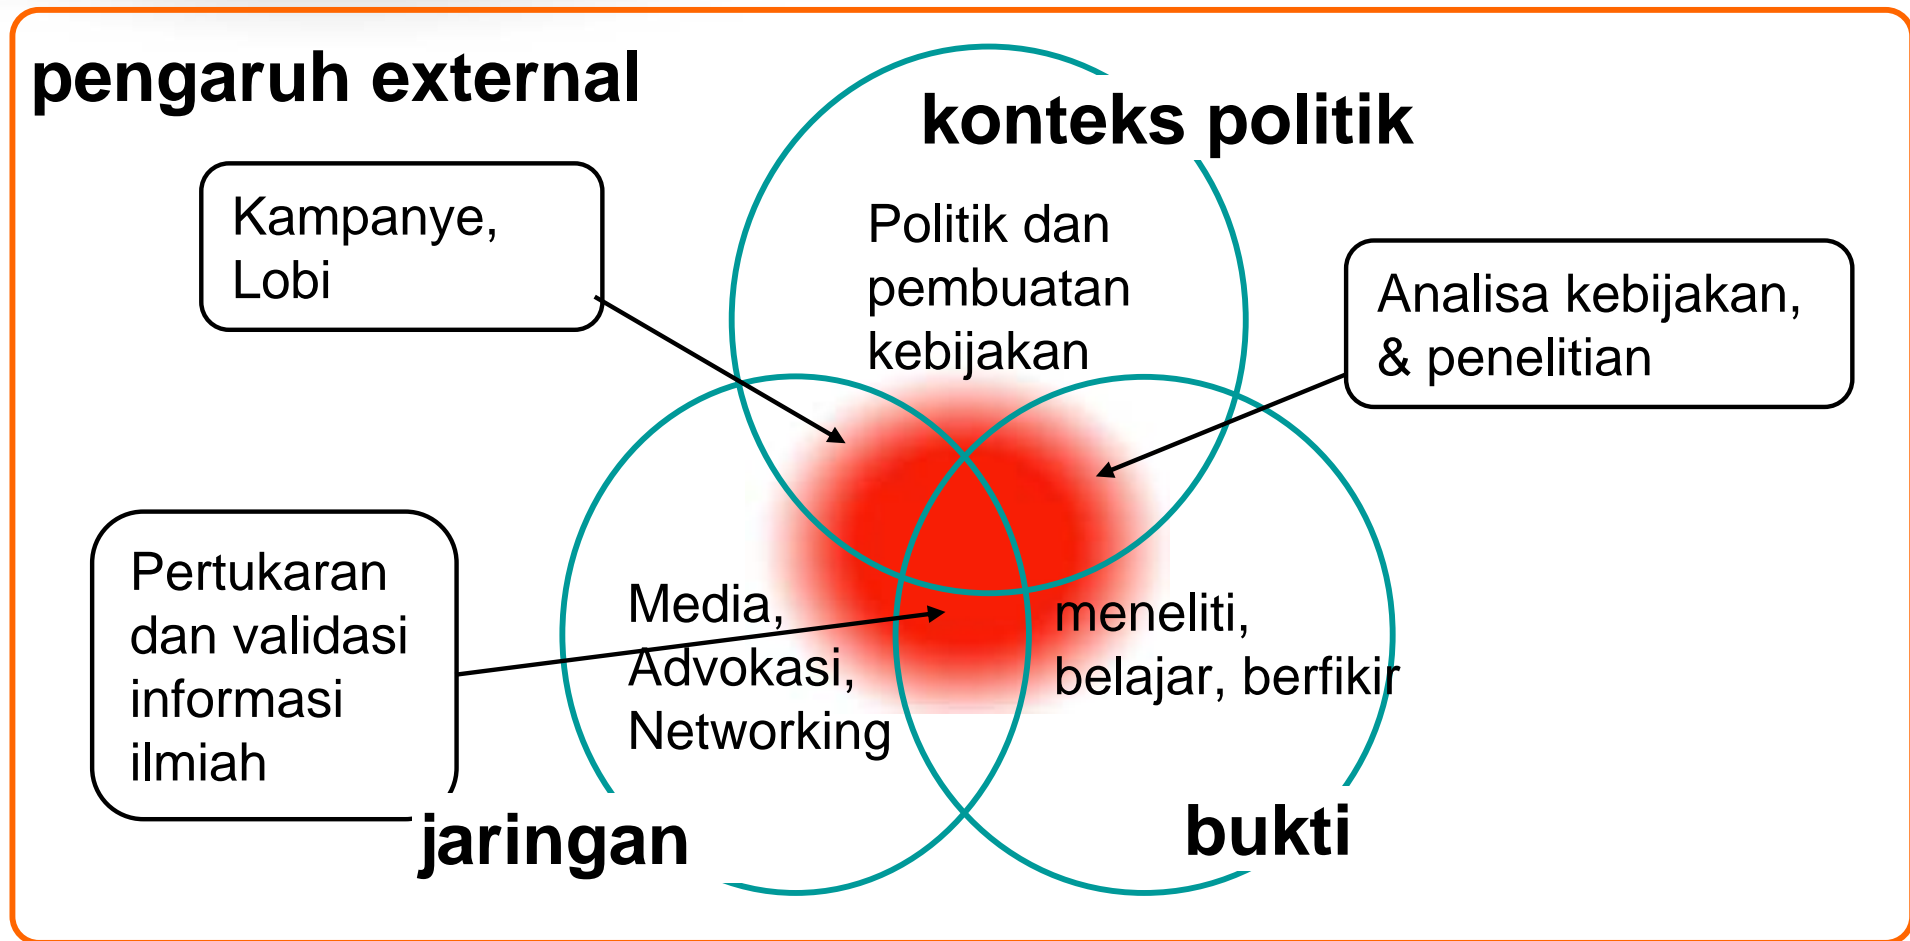 pengaruh external
konteks politik
Kampanye,
Lobi
Politik dan
pembuatan
kebijakan
Analisa kebijakan,
& penelitian
Pertukaran
dan validasi
informasi
ilmiah
Media,
Advokasi,
Networking
meneliti,
belajar, berfikir
jaringan
bukti